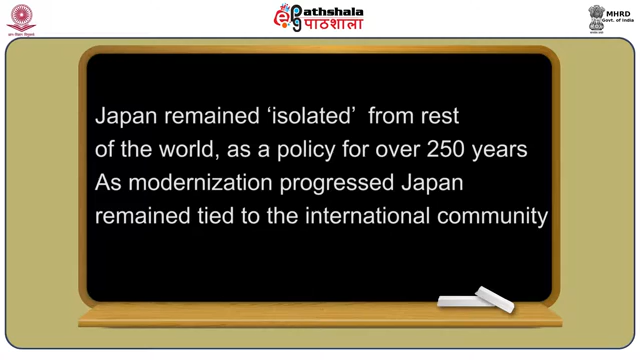 ePathshala
पाठशाला
MHRD
Govt. of India
Japan remained ‘isolated’ from rest
of the world, as a policy for over 250 years
As modernization progressed Japan
remained tied to the international community